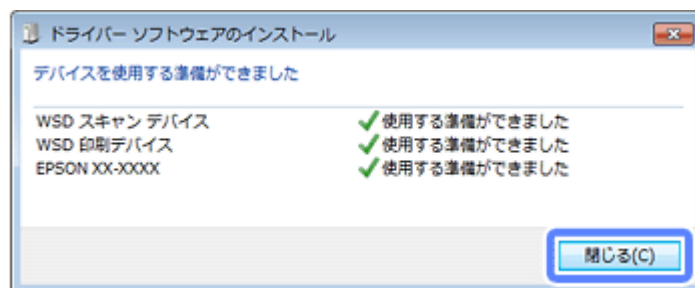 ドライバー ソフトウェアのインストール
デバイスを使用する準備ができました
WSD スキャン デバイス 使用する準備ができました
WSD 印刷デバイス 使用する準備ができました
EPSON XX-XXXX 使用する準備ができました
閉じる(C)